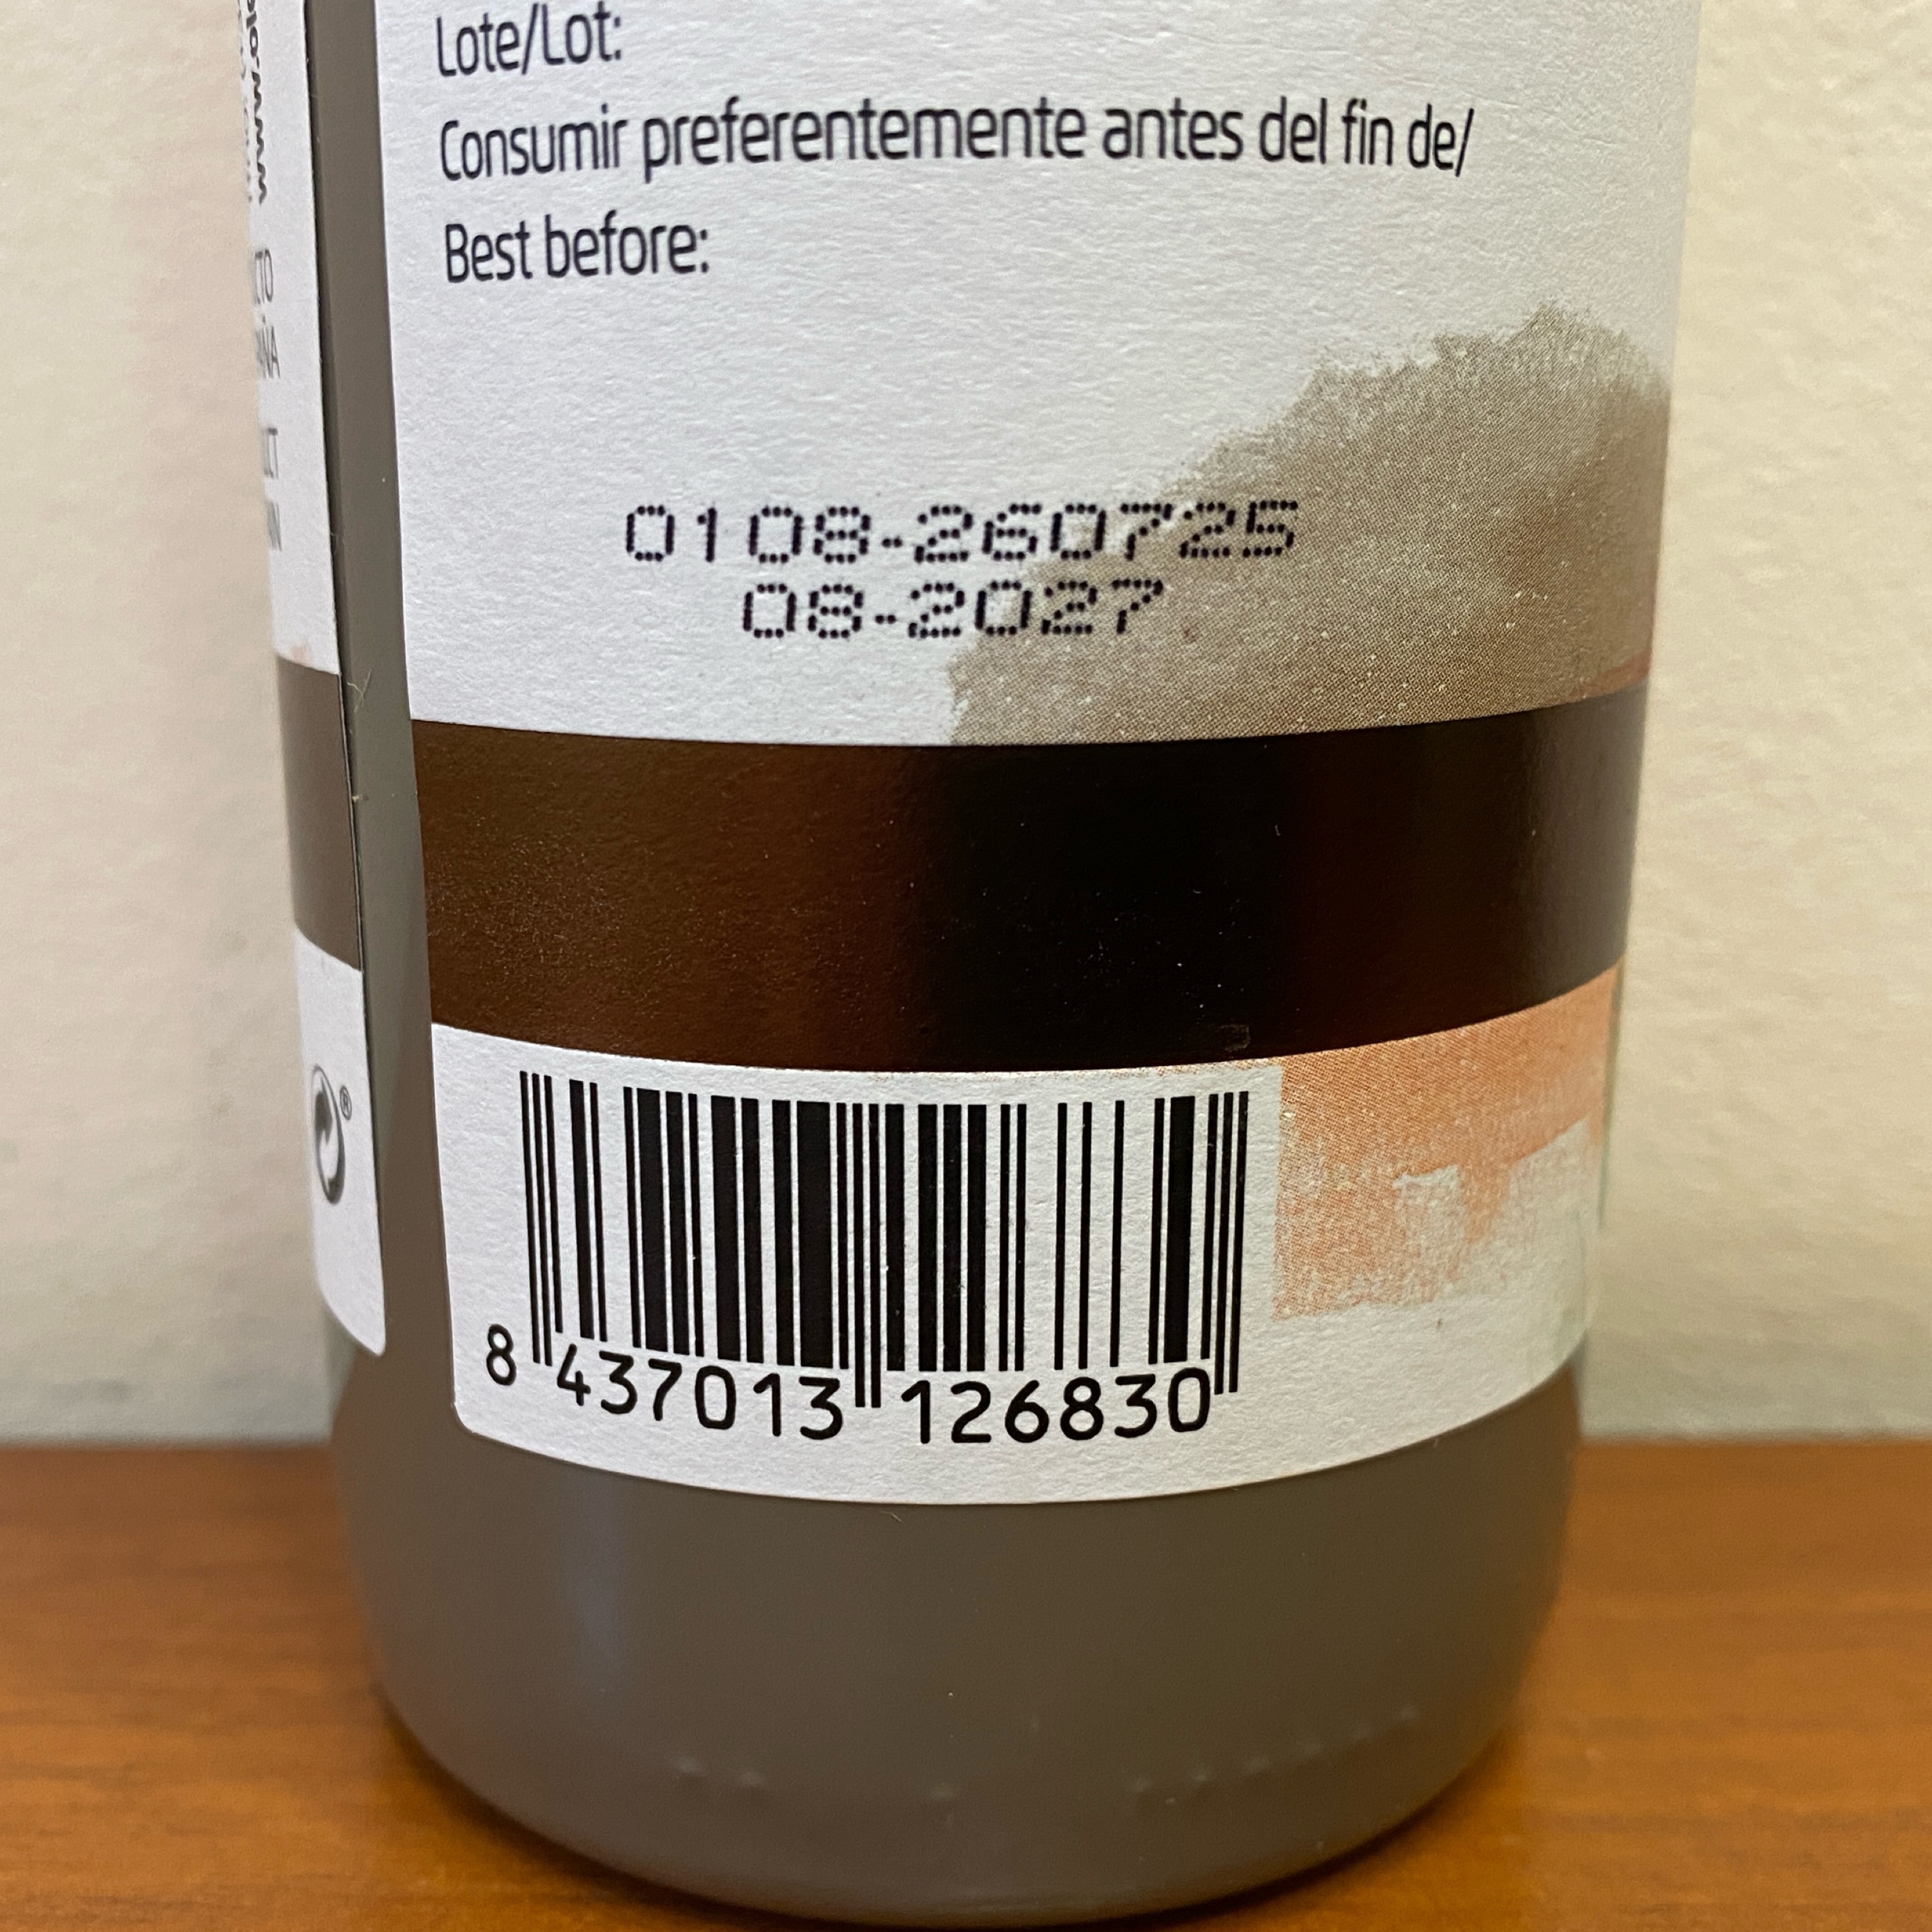 Lote/Lot:
Consumir preferentemente antes del fin de/
Best before:
0108-260725
08-2027
8 437013 126830
®